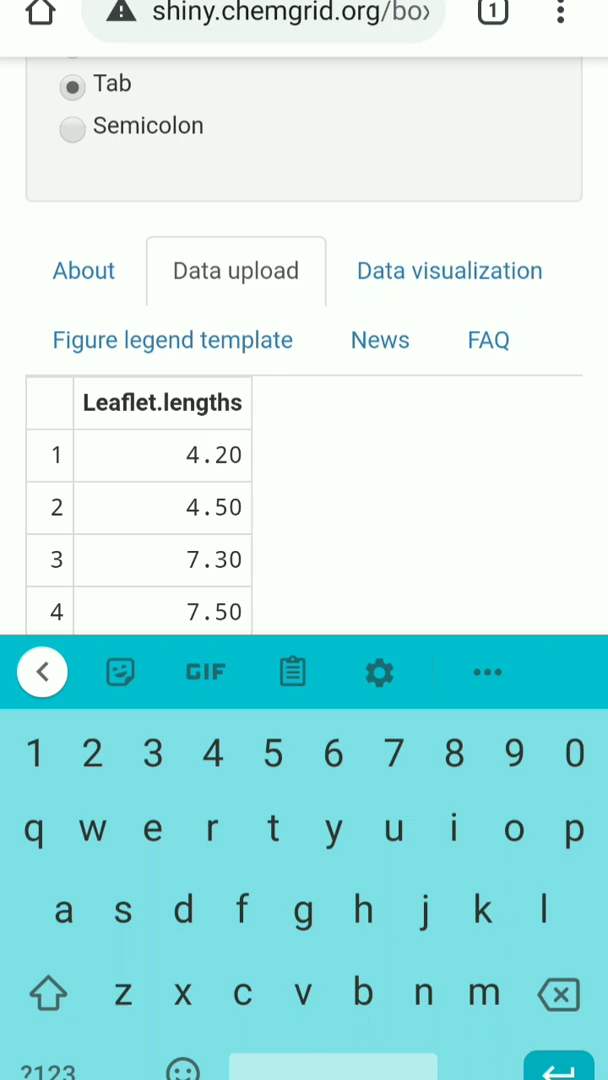 shiny.chemgrid.org/box
1
Tab
Semicolon
About
Data upload
Data visualization
Figure legend template
News
FAQ
Leaflet.lengths
1 4.20
2 4.50
3 7.30
4 7.50
GIF
1 2 3 4 5 6 7 8 9 0
q w e r t y u i o p
a s d f g h j k l
z x c v b n m
?123